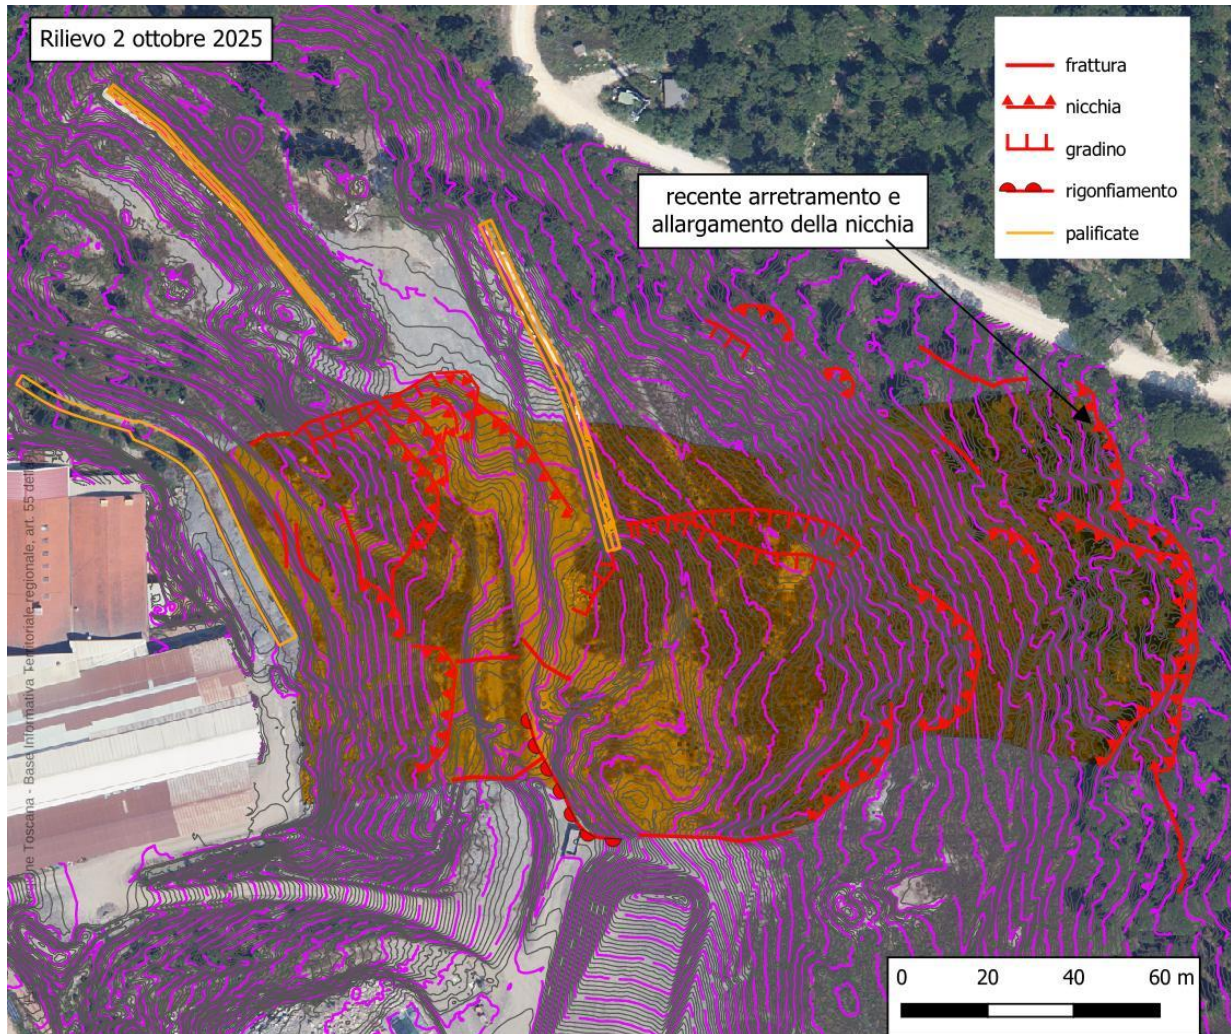 Rilievo 2 ottobre 2025
frattura
nicchia
gradino
rigonfiamento
palificate
recente arretramento e
allargamento della nicchia
Toscana - Base Informativa Territoriale regionale, art. 55
0 20 40 60 m